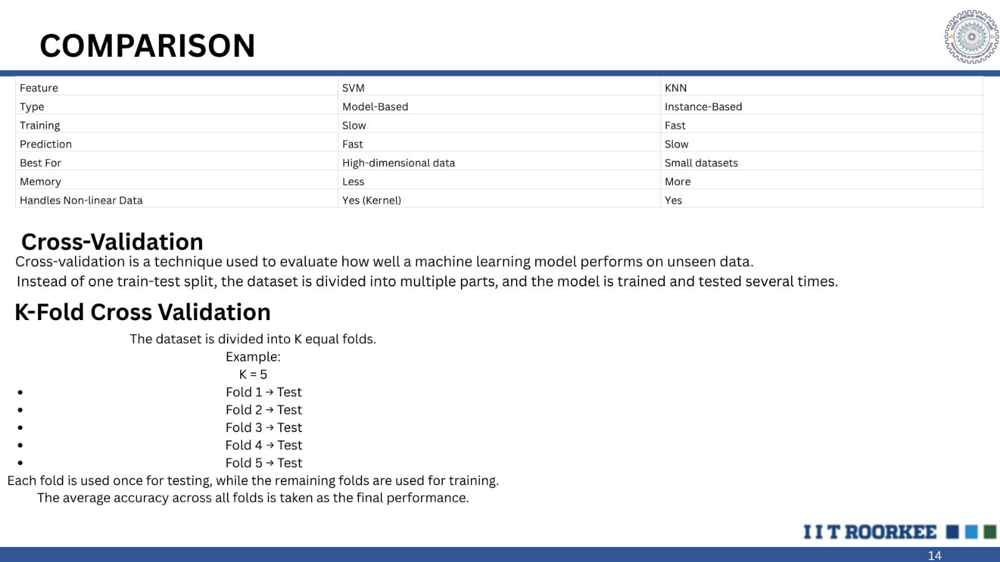 COMPARISON
Feature SVM KNN
Type Model-Based Instance-Based
Training Slow Fast
Prediction Fast Slow
Best For High-dimensional data Small datasets
Memory Less More
Handles Non-linear Data Yes (Kernel) Yes
Cross-Validation
Cross-validation is a technique used to evaluate how well a machine learning model performs on unseen data.
Instead of one train-test split, the dataset is divided into multiple parts, and the model is trained and tested several times.
K-Fold Cross Validation
The dataset is divided into K equal folds.
Example:
K = 5
• Fold 1 → Test
• Fold 2 → Test
• Fold 3 → Test
• Fold 4 → Test
• Fold 5 → Test
Each fold is used once for testing, while the remaining folds are used for training.
The average accuracy across all folds is taken as the final performance.
I I T ROORKEE
14